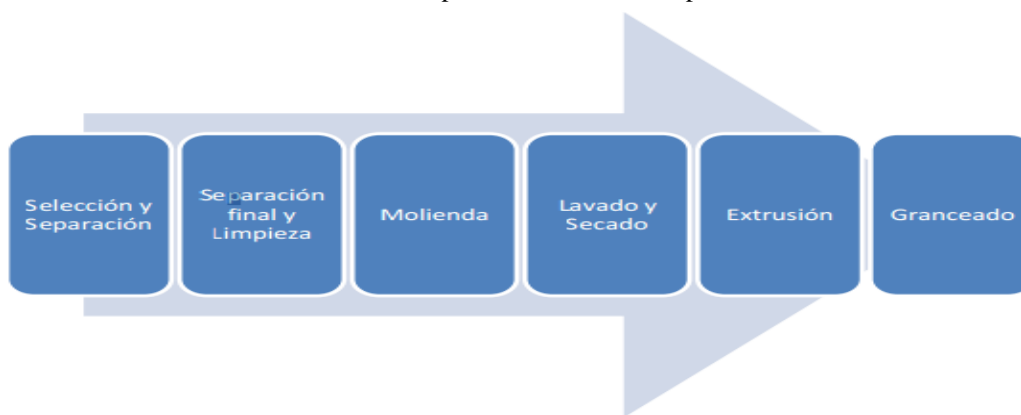 Selección y
Separación
Separación
final y
Limpieza
Molienda
Lavado y
Secado
Extrusión
Granceado